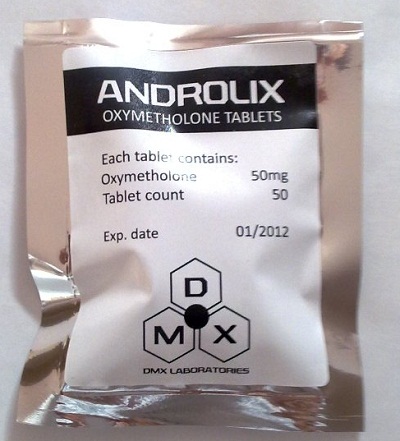 ANDROLIX
OXYMETHOLONE TABLETS
Each tablet contains:
Oxymetholone 50mg
Tablet count 50
Exp. date 01/2012
D
M X
DMX LABORATORIES